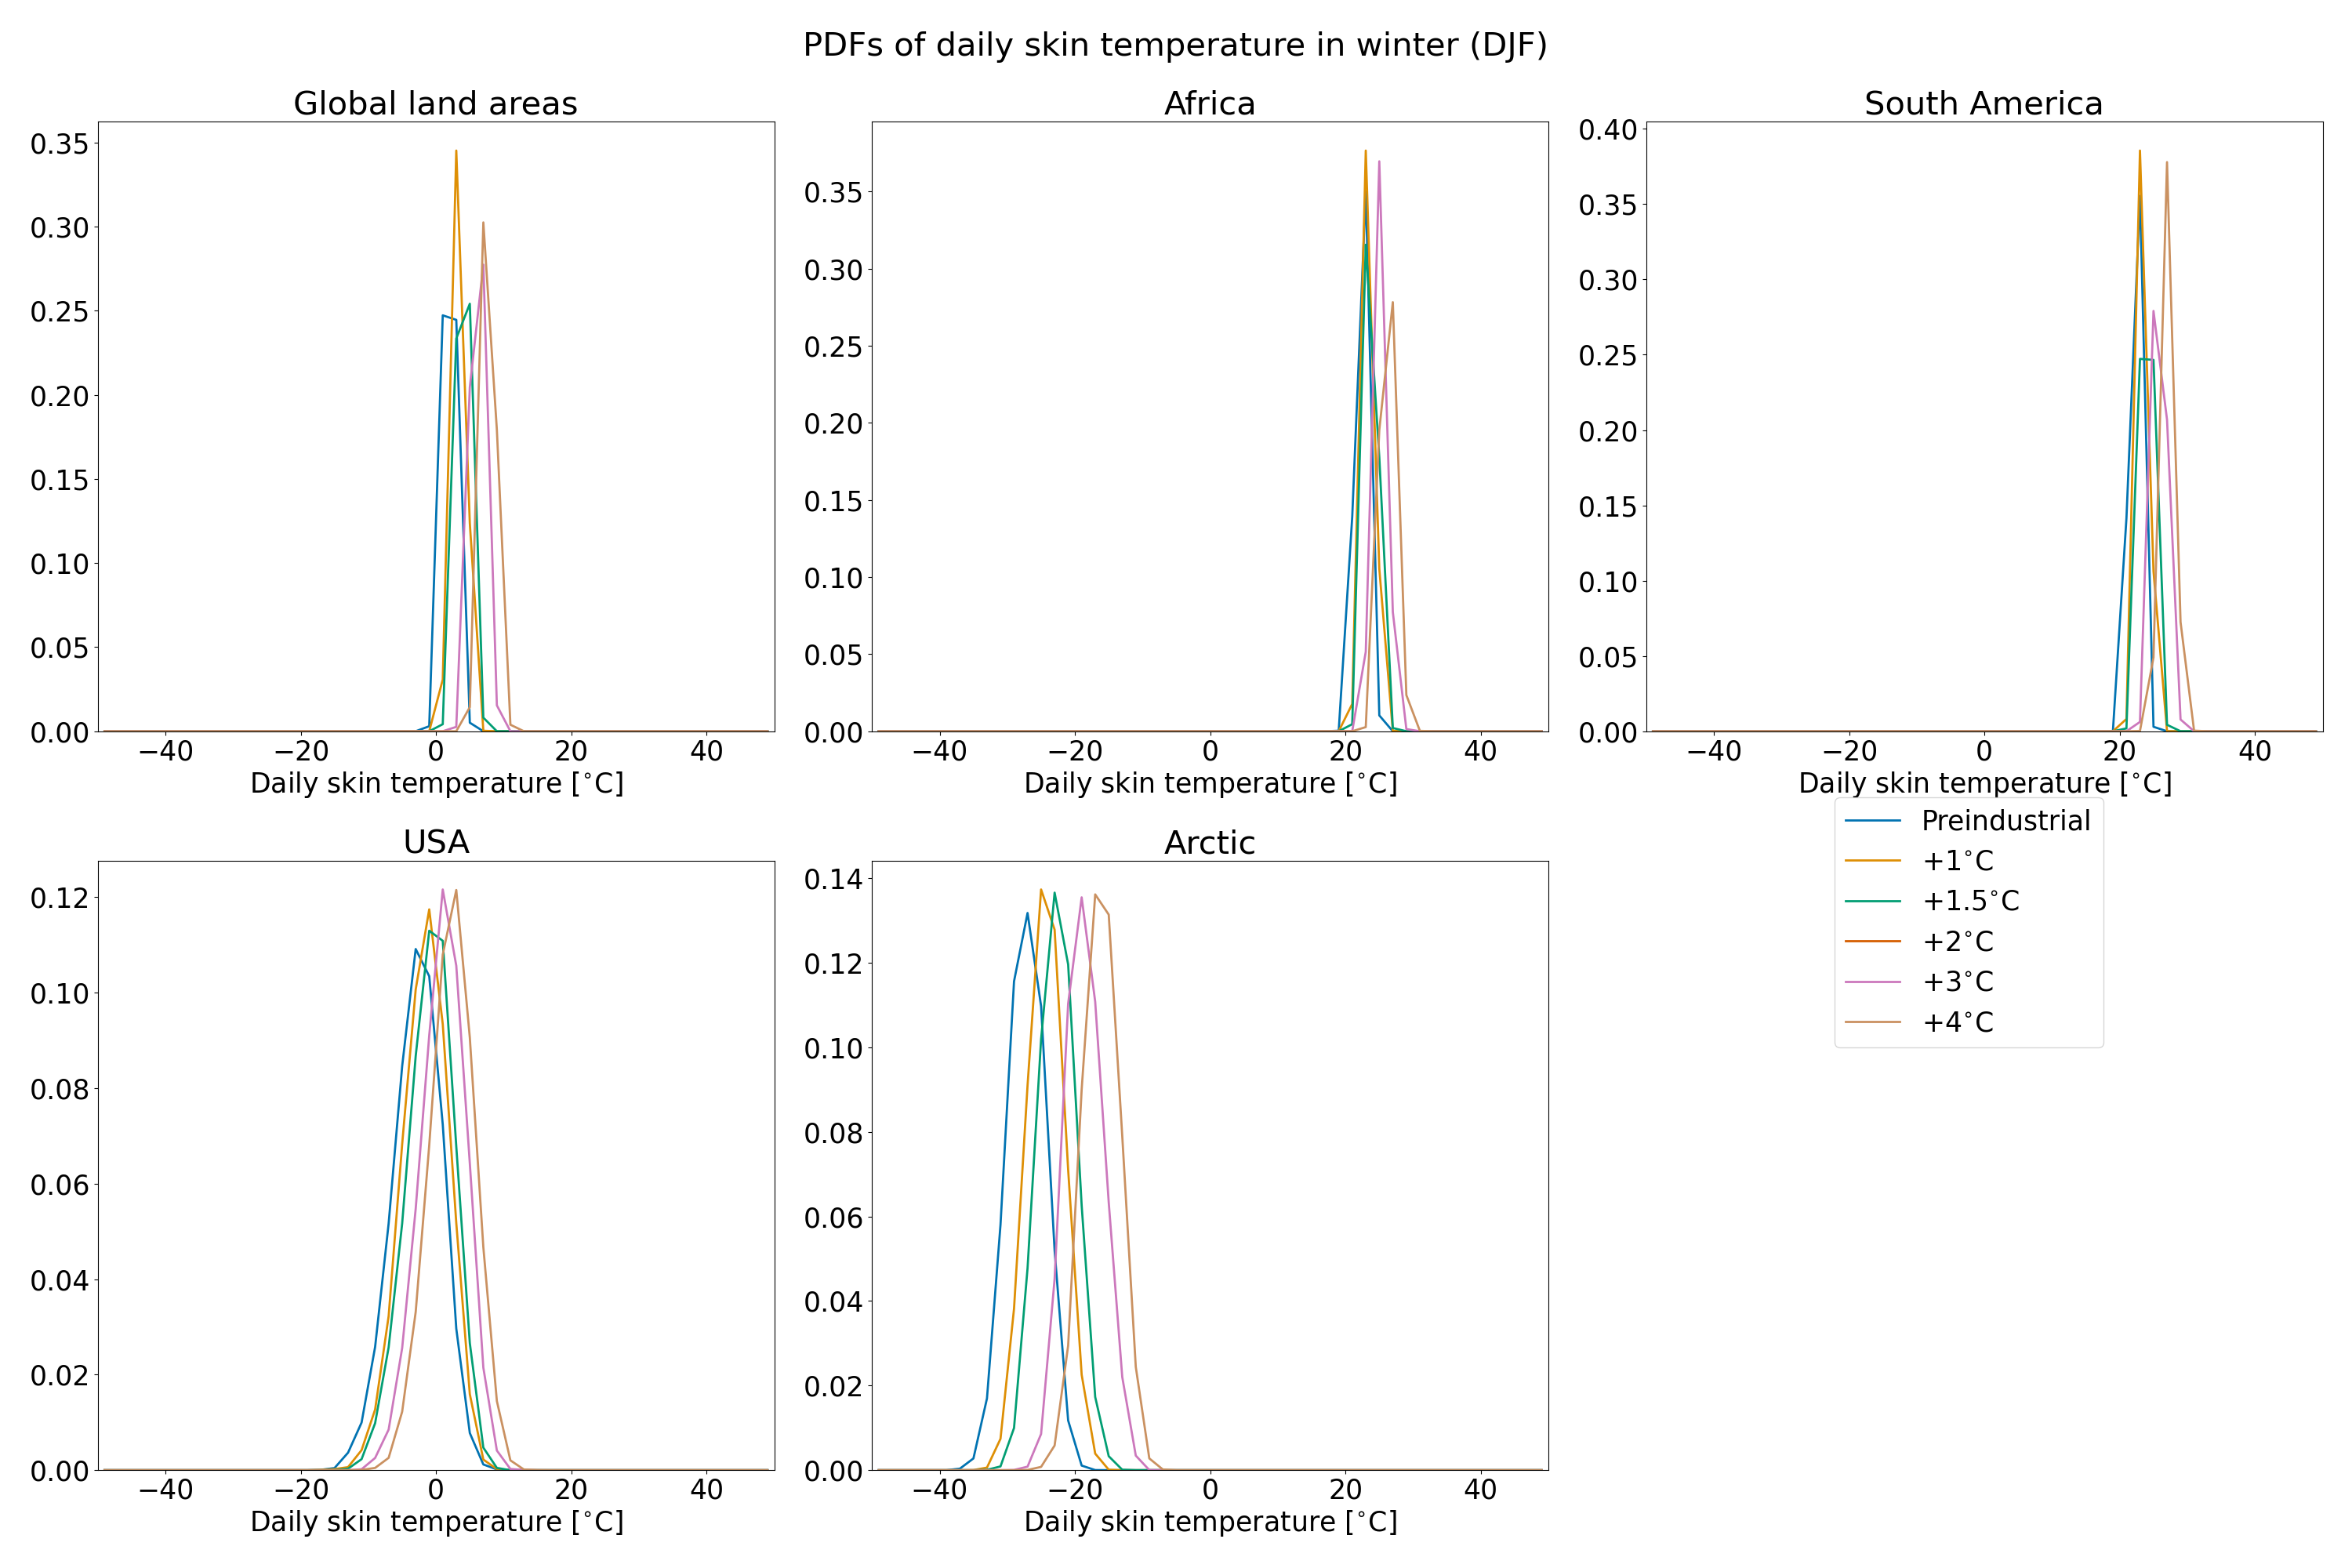 PDFs of daily skin temperature in winter (DJF)
Global land areas
0.35
0.30
0.25
0.20
0.15
0.10
0.05
0.00
−40 −20 0 20 40
Daily skin temperature [°C]
Africa
0.35
0.30
0.25
0.20
0.15
0.10
0.05
0.00
−40 −20 0 20 40
Daily skin temperature [°C]
South America
0.40
0.35
0.30
0.25
0.20
0.15
0.10
0.05
0.00
−40 −20 0 20 40
Daily skin temperature [°C]
USA
0.12
0.10
0.08
0.06
0.04
0.02
0.00
−40 −20 0 20 40
Daily skin temperature [°C]
Arctic
0.14
0.12
0.10
0.08
0.06
0.04
0.02
0.00
−40 −20 0 20 40
Daily skin temperature [°C]
Preindustrial
+1°C
+1.5°C
+2°C
+3°C
+4°C